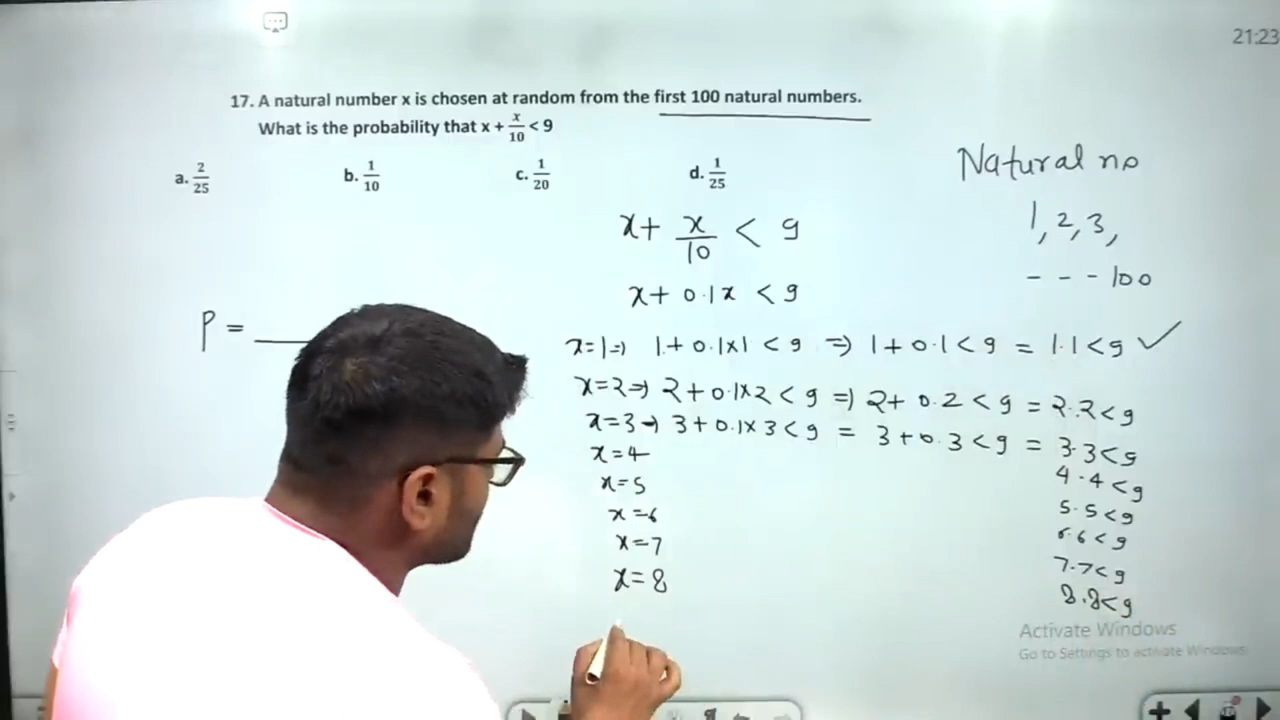 21:23
17. A natural number x is chosen at random from the first 100 natural numbers.
What is the probability that x + x/10 < 9
a. 2/25 b. 1/10 c. 1/20 d. 1/25
Natural no
1, 2, 3,
- - - 100
x + x/10 < 9
x + 0.1x < 9
P =
x=1⇒ 1+0.1×1 < 9 ⇒ 1+0.1<9 = 1.1<9 ✓
x=2⇒ 2+0.1×2<9 ⇒ 2+0.2<9 = 2.2<9
x=3→ 3+0.1×3<9 = 3+0.3<9 = 3.3<9
x=4 4.4<9
x=5 5.5<9
x=6 6.6<9
x=7 7.7<9
x=8 8.8<9
Activate Windows
Go to Settings to activate Windows.